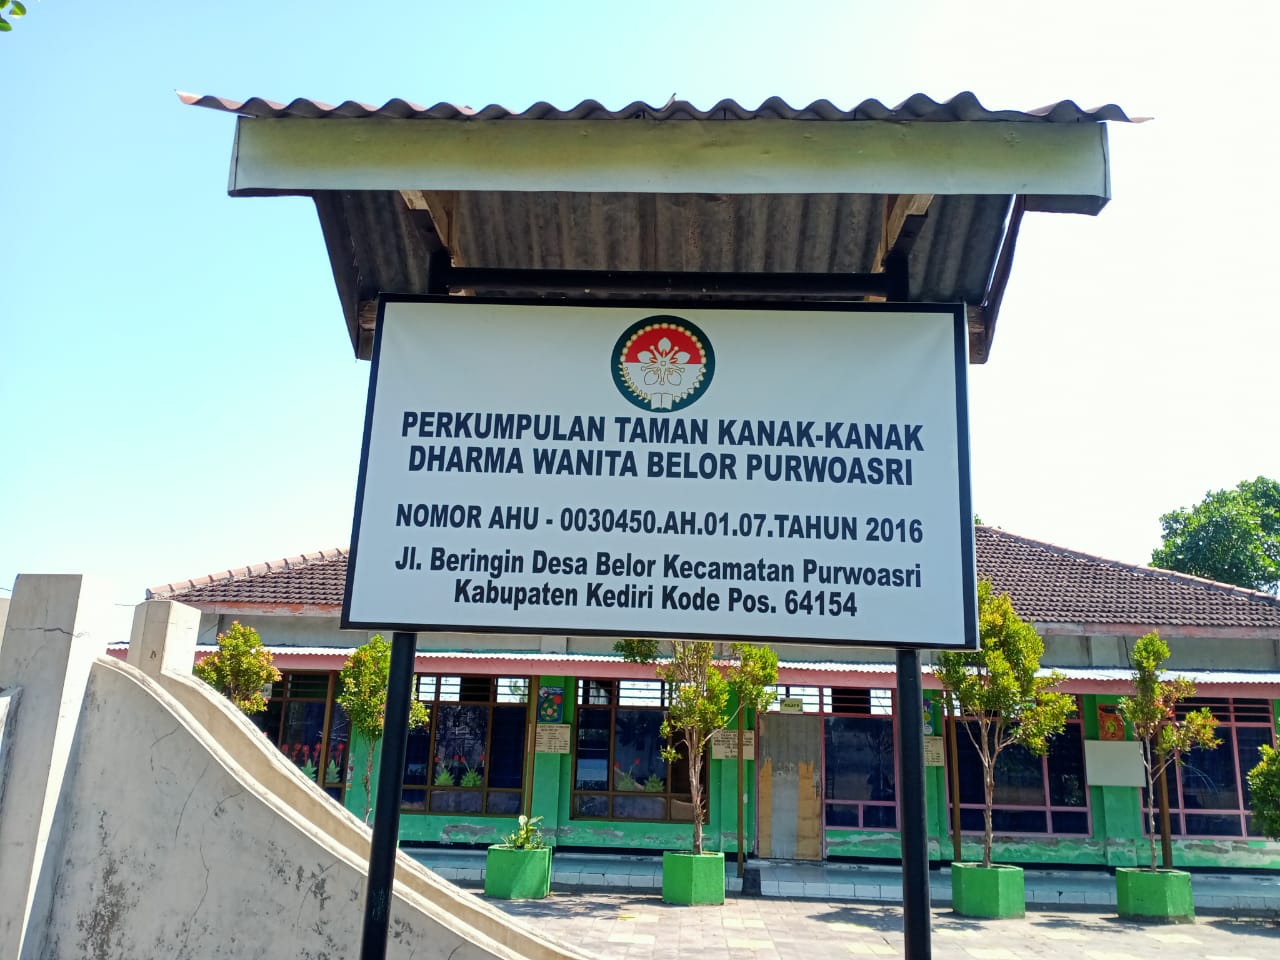 PERKUMPULAN TAMAN KANAK-KANAK
DHARMA WANITA BELOR PURWOASRI
NOMOR AHU - 0030450.AH.01.07.TAHUN 2016
Jl. Beringin Desa Belor Kecamatan Purwoasri
Kabupaten Kediri Kode Pos. 64154